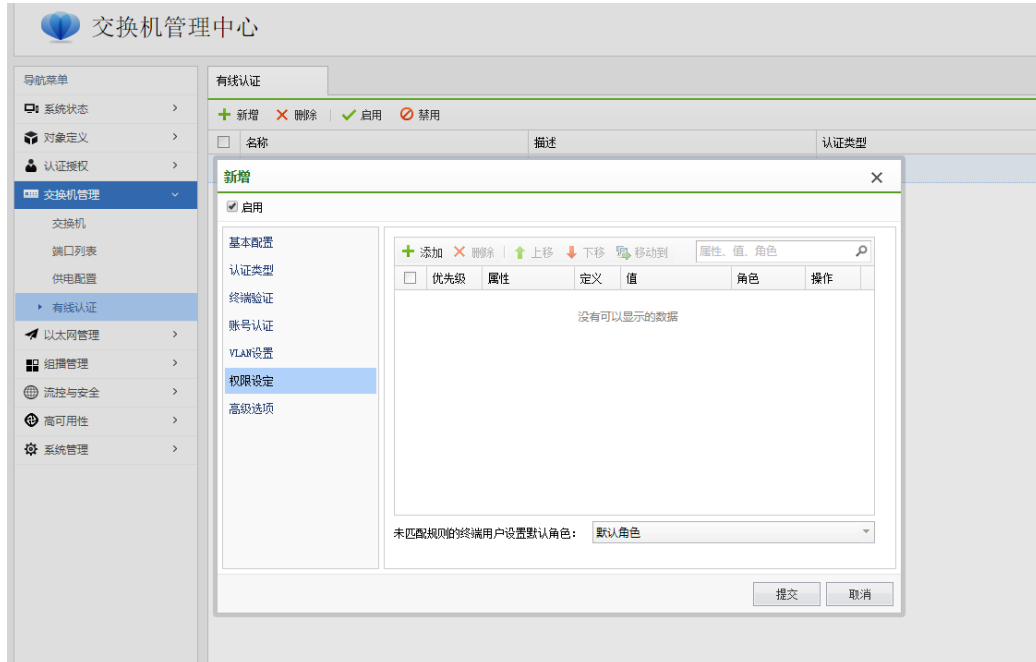 交换机管理中心
导航菜单
系统状态
对象定义
认证授权
交换机管理
交换机
端口列表
供电配置
有线认证
以太网管理
组播管理
流控与安全
高可用性
系统管理
有线认证
新增 删除 启用 禁用
名称 描述 认证类型
新增
启用
基本配置
认证类型
终端验证
账号认证
VLAN设置
权限设定
高级选项
添加 删除 上移 下移 移动到 属性、值、角色
优先级 属性 定义 值 角色 操作
没有可以显示的数据
未匹配规则的终端用户设置默认角色： 默认角色
提交 取消